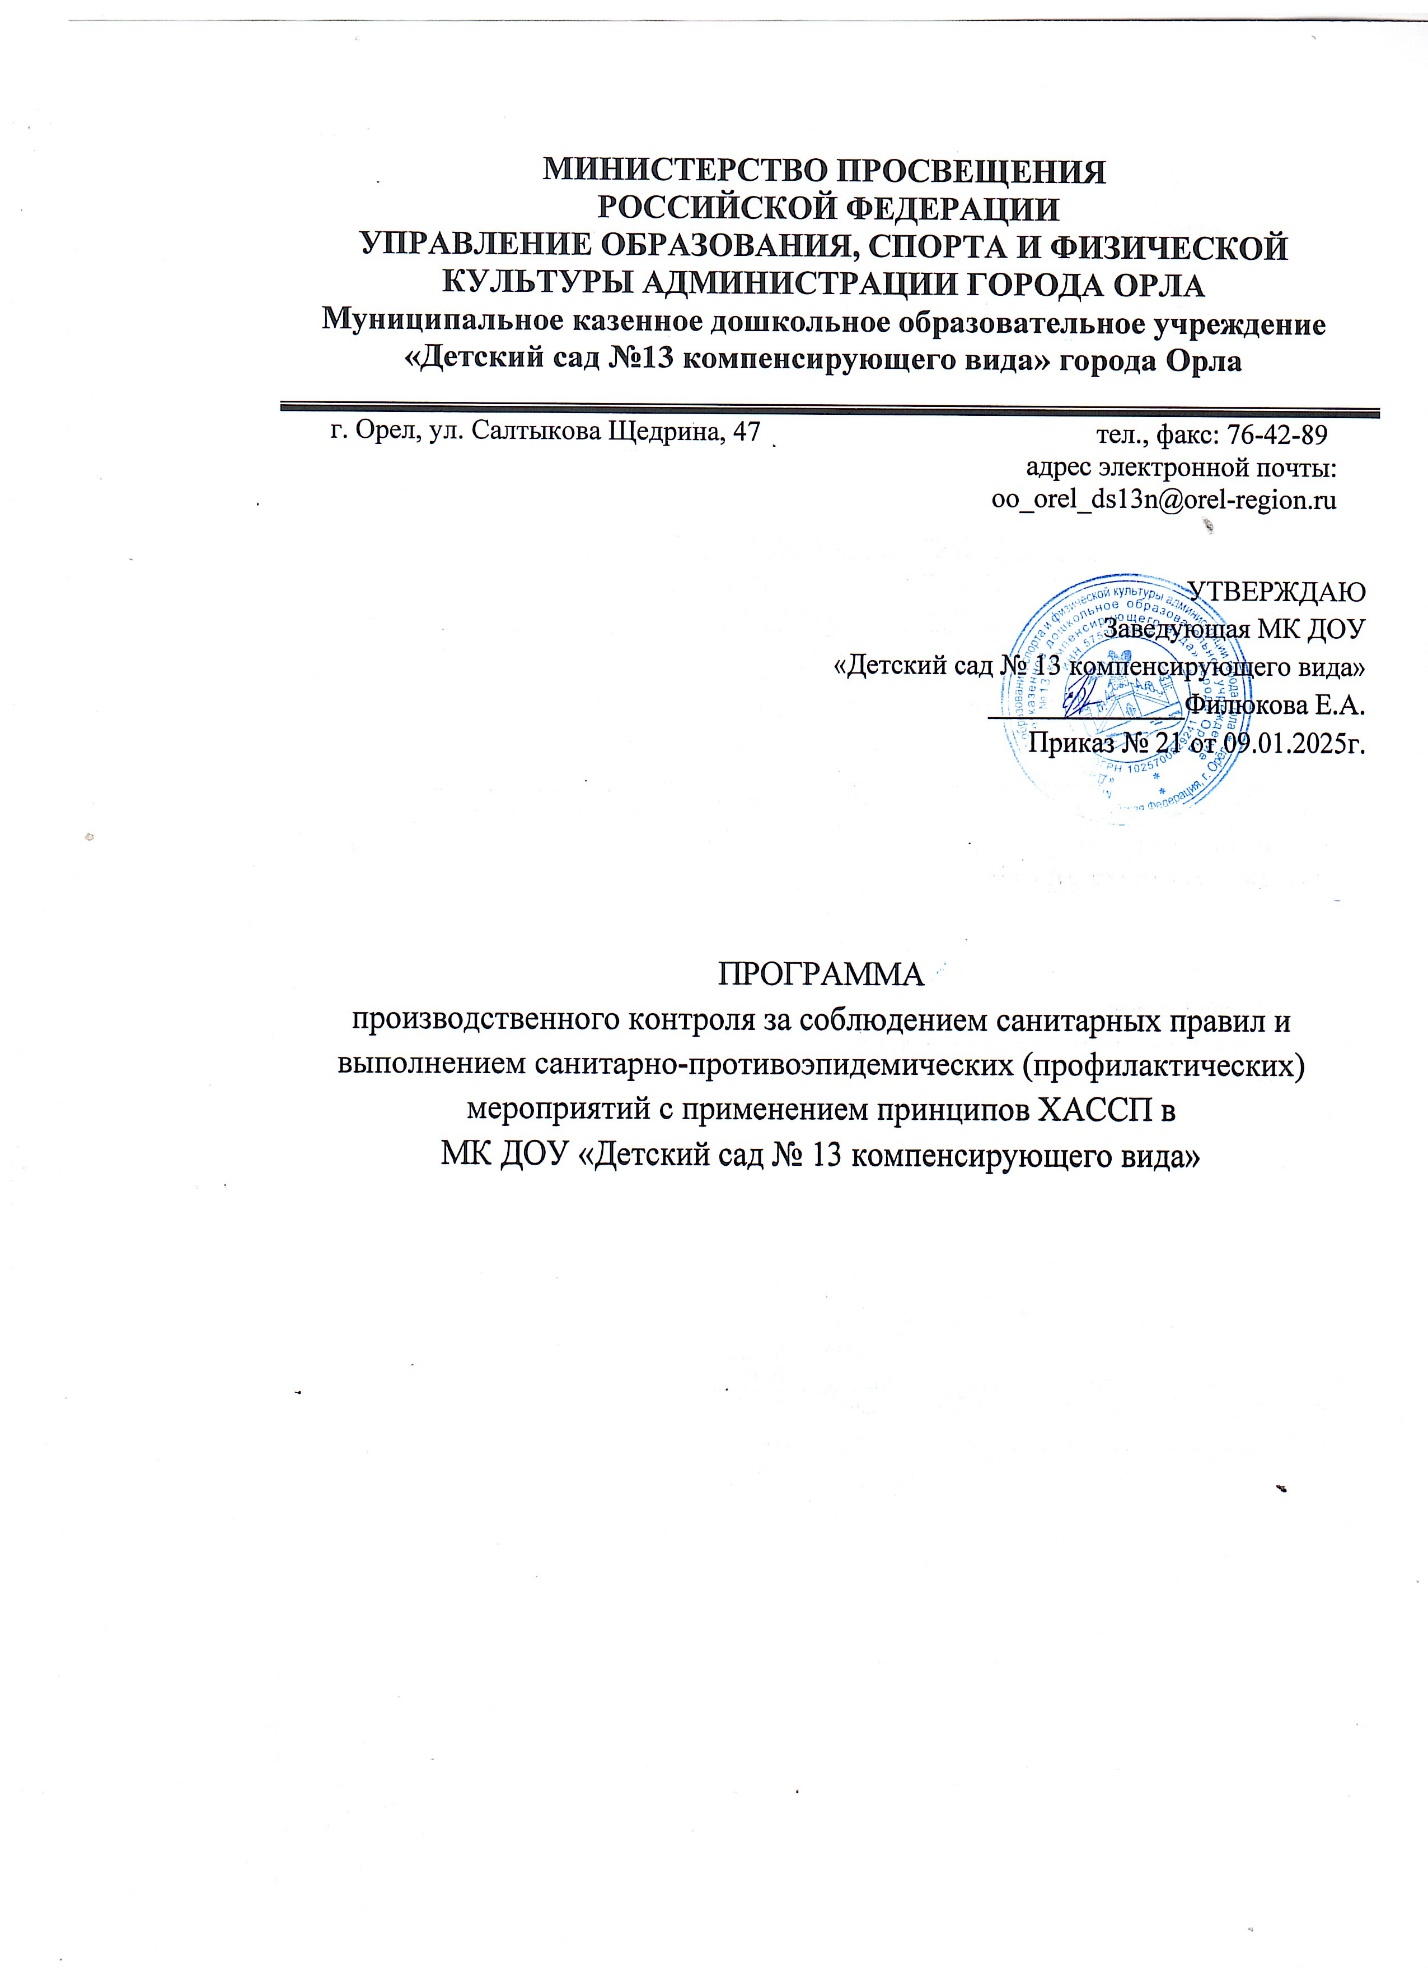 МИНИСТЕРСТВО ПРОСВЕЩЕНИЯ
РОССИЙСКОЙ ФЕДЕРАЦИИ
УПРАВЛЕНИЕ ОБРАЗОВАНИЯ, СПОРТА И ФИЗИЧЕСКОЙ
КУЛЬТУРЫ АДМИНИСТРАЦИИ ГОРОДА ОРЛА
Муниципальное казенное дошкольное образовательное учреждение
«Детский сад №13 компенсирующего вида» города Орла
г. Орел, ул. Салтыкова Щедрина, 47 тел., факс: 76-42-89
адрес электронной почты:
oo_orel_ds13n@orel-region.ru
УТВЕРЖДАЮ
Заведующая МК ДОУ
«Детский сад № 13 компенсирующего вида»
Филюкова Е.А.
Приказ № 21 от 09.01.2025г.
ПРОГРАММА
производственного контроля за соблюдением санитарных правил и
выполнением санитарно-противоэпидемических (профилактических)
мероприятий с применением принципов ХАССП в
МК ДОУ «Детский сад № 13 компенсирующего вида»